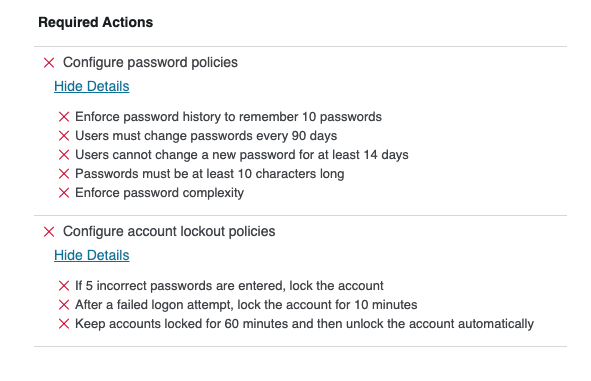 Required Actions
Configure password policies
Hide Details
Enforce password history to remember 10 passwords
Users must change passwords every 90 days
Users cannot change a new password for at least 14 days
Passwords must be at least 10 characters long
Enforce password complexity
Configure account lockout policies
Hide Details
If 5 incorrect passwords are entered, lock the account
After a failed logon attempt, lock the account for 10 minutes
Keep accounts locked for 60 minutes and then unlock the account automatically